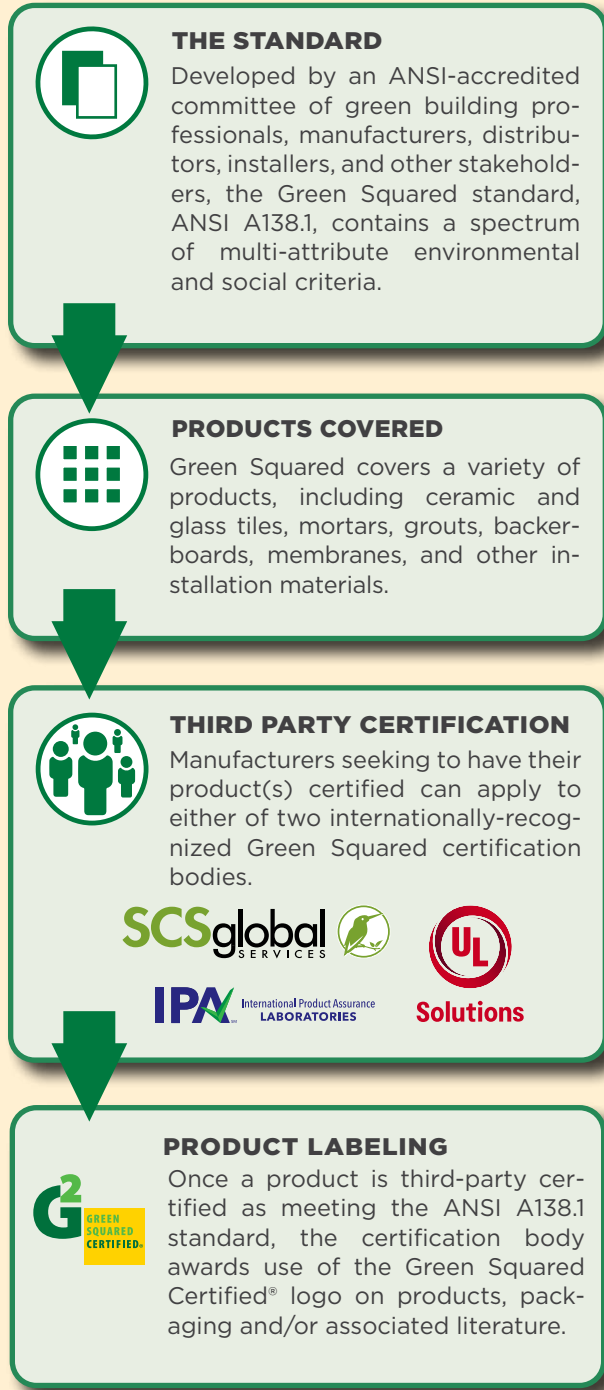 THE STANDARD
Developed by an ANSI-accredited
committee of green building pro-
fessionals, manufacturers, distribu-
tors, installers, and other stakehold-
ers, the Green Squared standard,
ANSI A138.1, contains a spectrum
of multi-attribute environmental
and social criteria.
PRODUCTS COVERED
Green Squared covers a variety of
products, including ceramic and
glass tiles, mortars, grouts, backer-
boards, membranes, and other in-
stallation materials.
THIRD PARTY CERTIFICATION
Manufacturers seeking to have their
product(s) certified can apply to
either of two internationally-recog-
nized Green Squared certification
bodies.
SCSglobal
SERVICES
UL
Solutions
IPA
International Product Assurance
LABORATORIES
PRODUCT LABELING
Once a product is third-party cer-
tified as meeting the ANSI A138.1
standard, the certification body
awards use of the Green Squared
Certified® logo on products, pack-
aging and/or associated literature.
G2
GREEN
SQUARED
CERTIFIED®